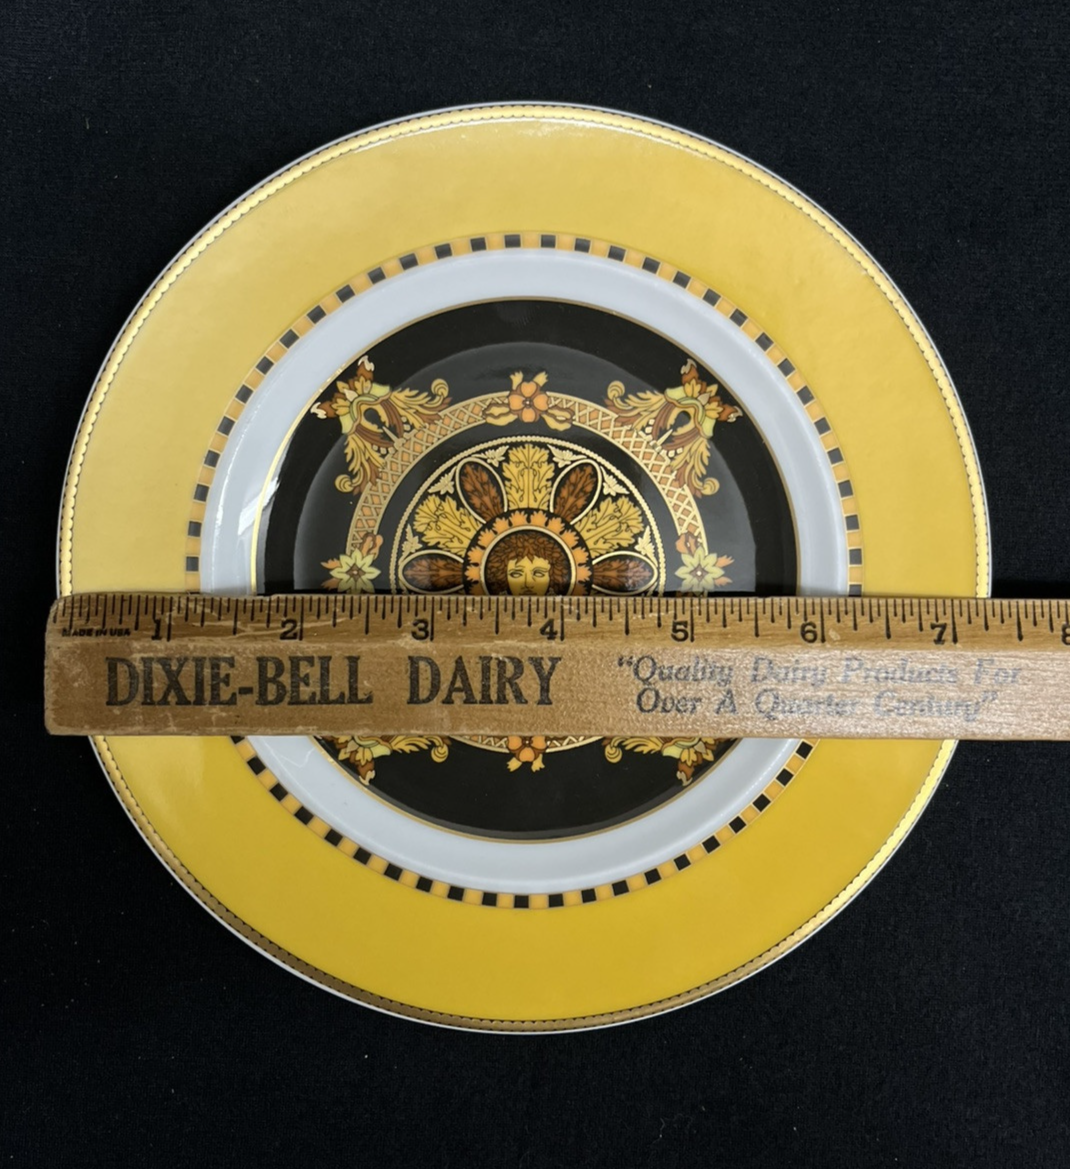 1 2 3 4 5 6 7 8
MADE IN USA
DIXIE-BELL DAIRY
"Quality Dairy Products For
Over A Quarter Century"